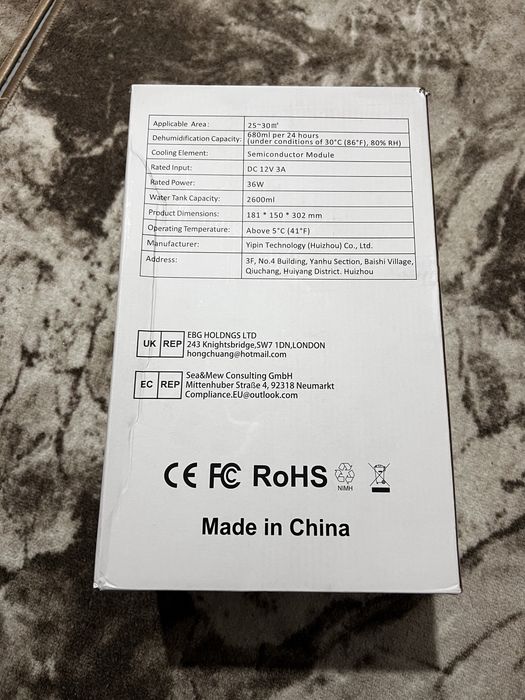 Applicable Area: 25~30㎡
Dehumidification Capacity: 680ml per 24 hours
(under conditions of 30°C (86°F), 80% RH)
Cooling Element: Semiconductor Module
Rated Input: DC 12V 3A
Rated Power: 36W
Water Tank Capacity: 2600ml
Product Dimensions: 181 * 150 * 302 mm
Operating Temperature: Above 5°C (41°F)
Manufacturer: Yipin Technology (Huizhou) Co., Ltd.
Address: 3F, No.4 Building, Yanhu Section, Baishi Village,
Qiuchang, Huiyang District. Huizhou
UK REP EBG HOLDNGS LTD
243 Knightsbridge,SW7 1DN,LONDON
hongchuang@hotmail.com
EC REP Sea&Mew Consulting GmbH
Mittenhuber Straße 4, 92318 Neumarkt
Compliance.EU@outlook.com
CE FC RoHS NIMH
Made in China